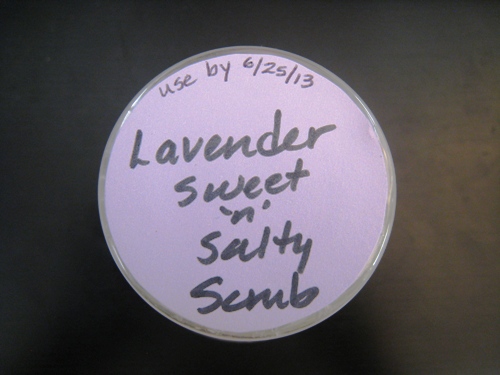 use by 6/25/13
Lavender
sweet
'n'
Salty
Scrub